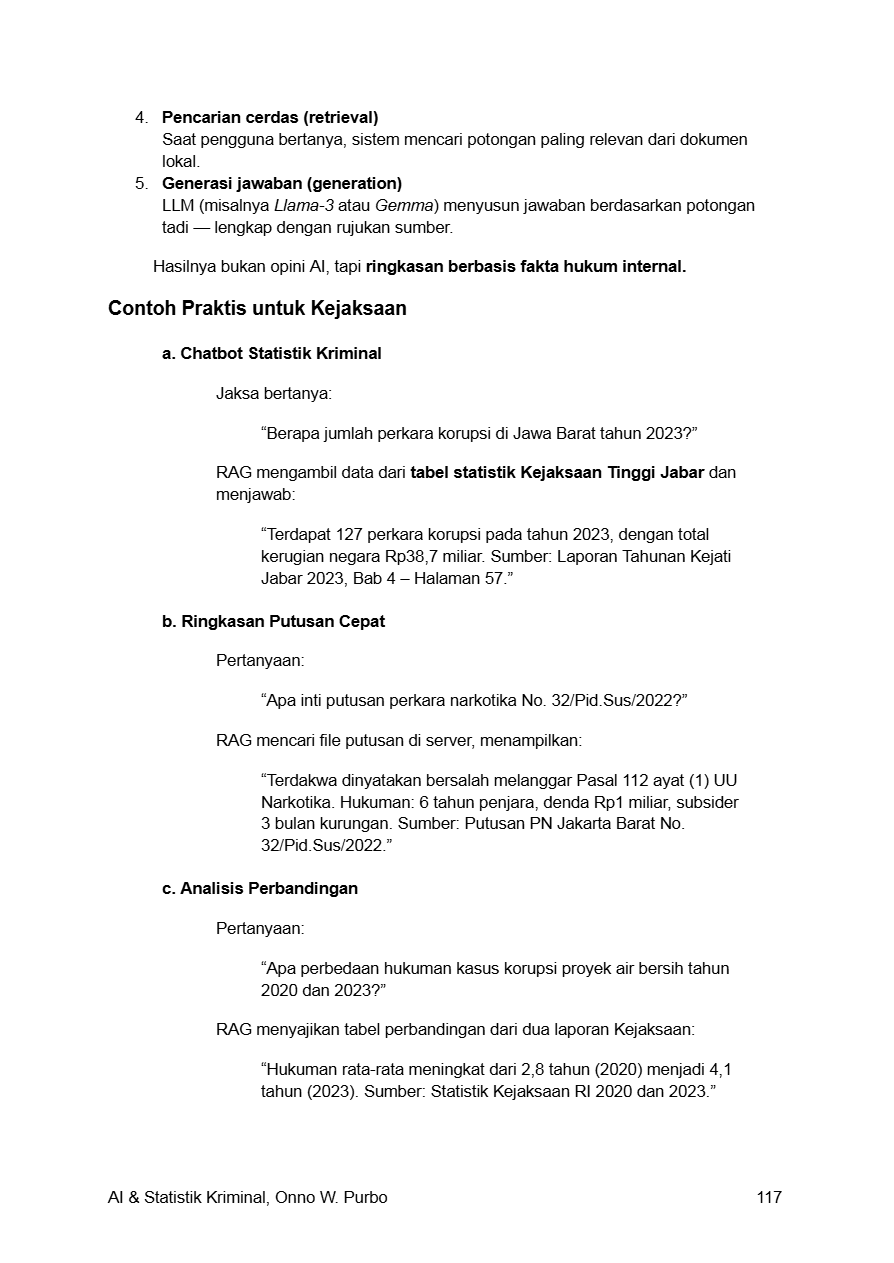 4. Pencarian cerdas (retrieval)
Saat pengguna bertanya, sistem mencari potongan paling relevan dari dokumen
lokal.
5. Generasi jawaban (generation)
LLM (misalnya Llama-3 atau Gemma) menyusun jawaban berdasarkan potongan
tadi — lengkap dengan rujukan sumber.
Hasilnya bukan opini AI, tapi ringkasan berbasis fakta hukum internal.
Contoh Praktis untuk Kejaksaan
a. Chatbot Statistik Kriminal
Jaksa bertanya:
“Berapa jumlah perkara korupsi di Jawa Barat tahun 2023?”
RAG mengambil data dari tabel statistik Kejaksaan Tinggi Jabar dan
menjawab:
“Terdapat 127 perkara korupsi pada tahun 2023, dengan total
kerugian negara Rp38,7 miliar. Sumber: Laporan Tahunan Kejati
Jabar 2023, Bab 4 – Halaman 57.”
b. Ringkasan Putusan Cepat
Pertanyaan:
“Apa inti putusan perkara narkotika No. 32/Pid.Sus/2022?”
RAG mencari file putusan di server, menampilkan:
“Terdakwa dinyatakan bersalah melanggar Pasal 112 ayat (1) UU
Narkotika. Hukuman: 6 tahun penjara, denda Rp1 miliar, subsider
3 bulan kurungan. Sumber: Putusan PN Jakarta Barat No.
32/Pid.Sus/2022.”
c. Analisis Perbandingan
Pertanyaan:
“Apa perbedaan hukuman kasus korupsi proyek air bersih tahun
2020 dan 2023?”
RAG menyajikan tabel perbandingan dari dua laporan Kejaksaan:
“Hukuman rata-rata meningkat dari 2,8 tahun (2020) menjadi 4,1
tahun (2023). Sumber: Statistik Kejaksaan RI 2020 dan 2023.”
AI & Statistik Kriminal, Onno W. Purbo 117